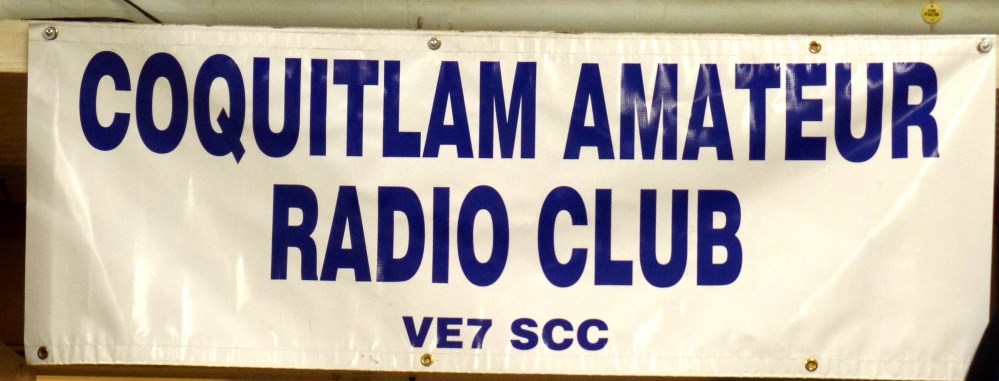 COQUITLAM AMATEUR
RADIO CLUB
VE7 SCC